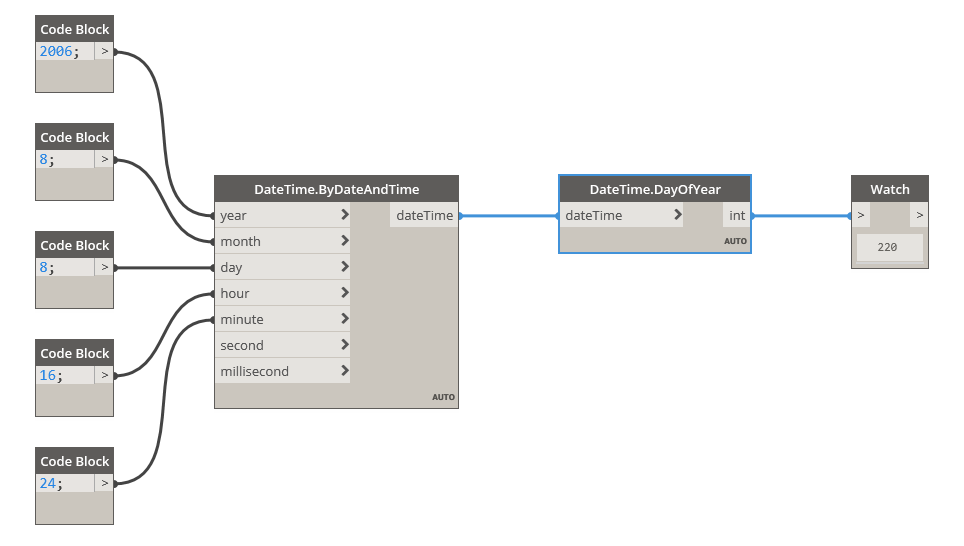 Code Block
2006; >
Code Block
8; >
Code Block
8; >
Code Block
16; >
Code Block
24; >
DateTime.ByDateAndTime
year > dateTime
month >
day >
hour >
minute >
second >
millisecond >
AUTO
DateTime.DayOfYear
dateTime > int
AUTO
Watch
> >
220